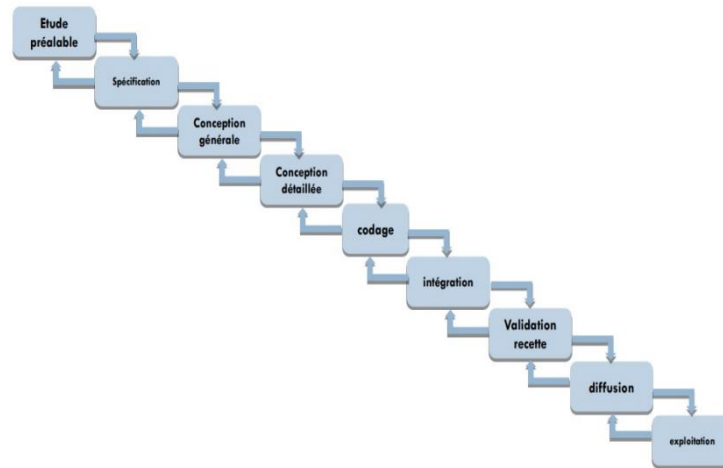 Etude
préalable
Spécification
Conception
générale
Conception
détaillée
codage
intégration
Validation
recette
diffusion
exploitation